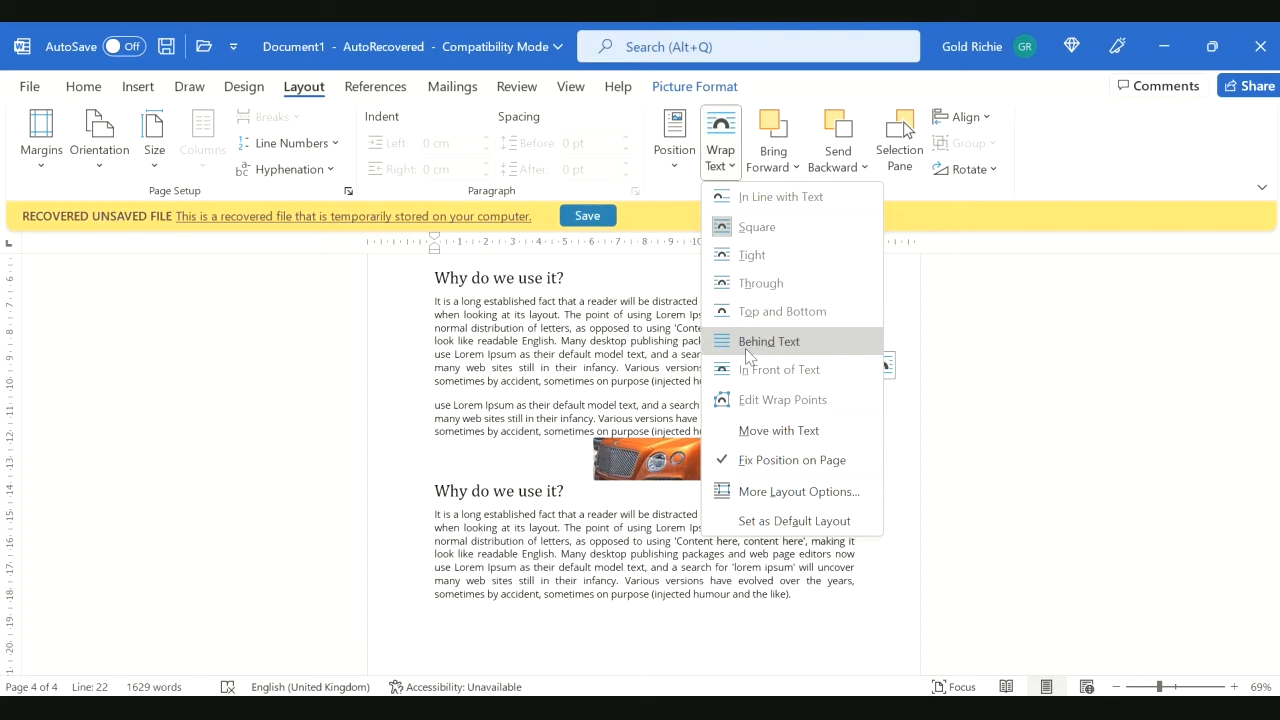 AutoSave Off Document1 - AutoRecovered - Compatibility Mode Search (Alt+Q) Gold Richie GR
File Home Insert Draw Design Layout References Mailings Review View Help Picture Format Comments Share
Margins Orientation Size Columns
Breaks
Line Numbers
Hyphenation
Page Setup
Indent
Left: 0 cm
Right: 0 cm
Spacing
Before: 0 pt
After: 0 pt
Paragraph
Position
Wrap
Text
Bring
Forward
Send
Backward
Selection
Pane
Align
Group
Rotate
RECOVERED UNSAVED FILE This is a recovered file that is temporarily stored on your computer. Save
In Line with Text
Square
Tight
Through
Top and Bottom
Behind Text
In Front of Text
Edit Wrap Points
Move with Text
Fix Position on Page
More Layout Options...
Set as Default Layout
Why do we use it?
It is a long established fact that a reader will be distracted
when looking at its layout. The point of using Lorem Ips
normal distribution of letters, as opposed to using 'Conte
look like readable English. Many desktop publishing pack
use Lorem Ipsum as their default model text, and a sear
many web sites still in their infancy. Various versions
sometimes by accident, sometimes on purpose (injected hu
use Lorem Ipsum as their default model text, and a search
many web sites still in their infancy. Various versions have
sometimes by accident, sometimes on purpose (injected hu
Why do we use it?
It is a long established fact that a reader will be distracted
when looking at its layout. The point of using Lorem Ips
normal distribution of letters, as opposed to using 'Content here, content here', making it
look like readable English. Many desktop publishing packages and web page editors now
use Lorem Ipsum as their default model text, and a search for 'lorem ipsum' will uncover
many web sites still in their infancy. Various versions have evolved over the years,
sometimes by accident, sometimes on purpose (injected humour and the like).
Page 4 of 4 Line: 22 1629 words English (United Kingdom) Accessibility: Unavailable Focus 69%